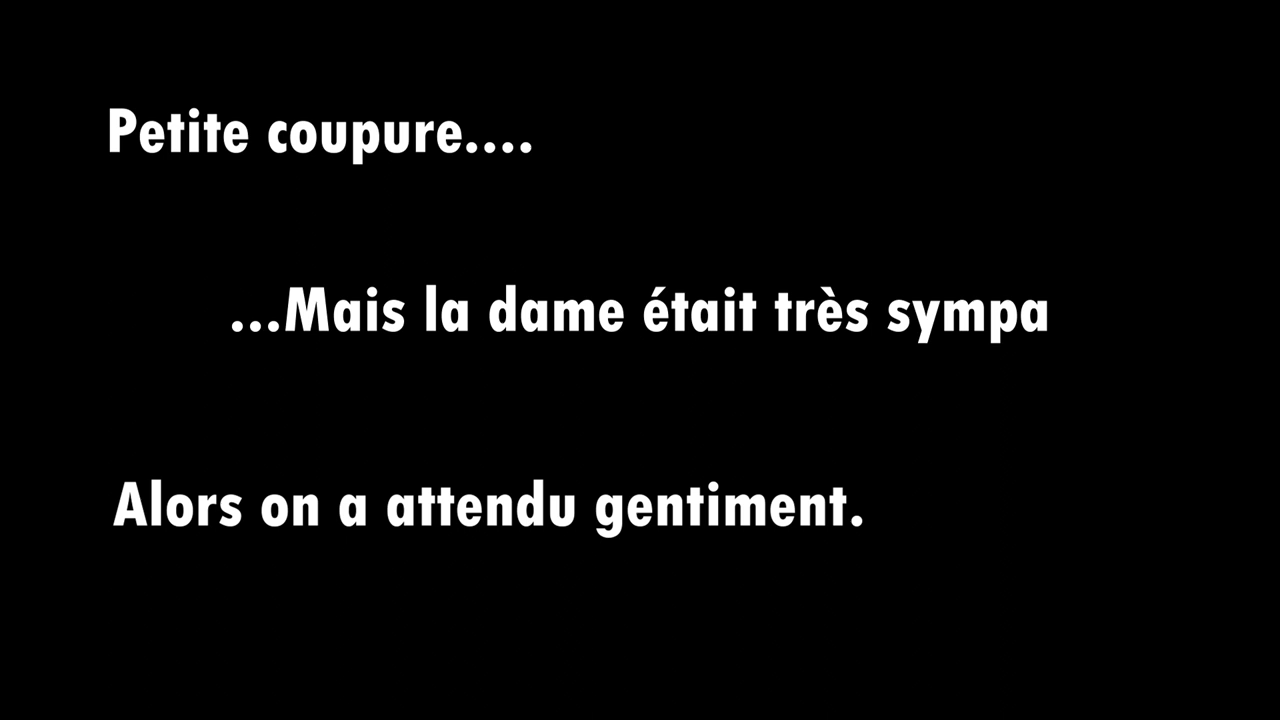 Petite coupure....
...Mais la dame était très sympa
Alors on a attendu gentiment.